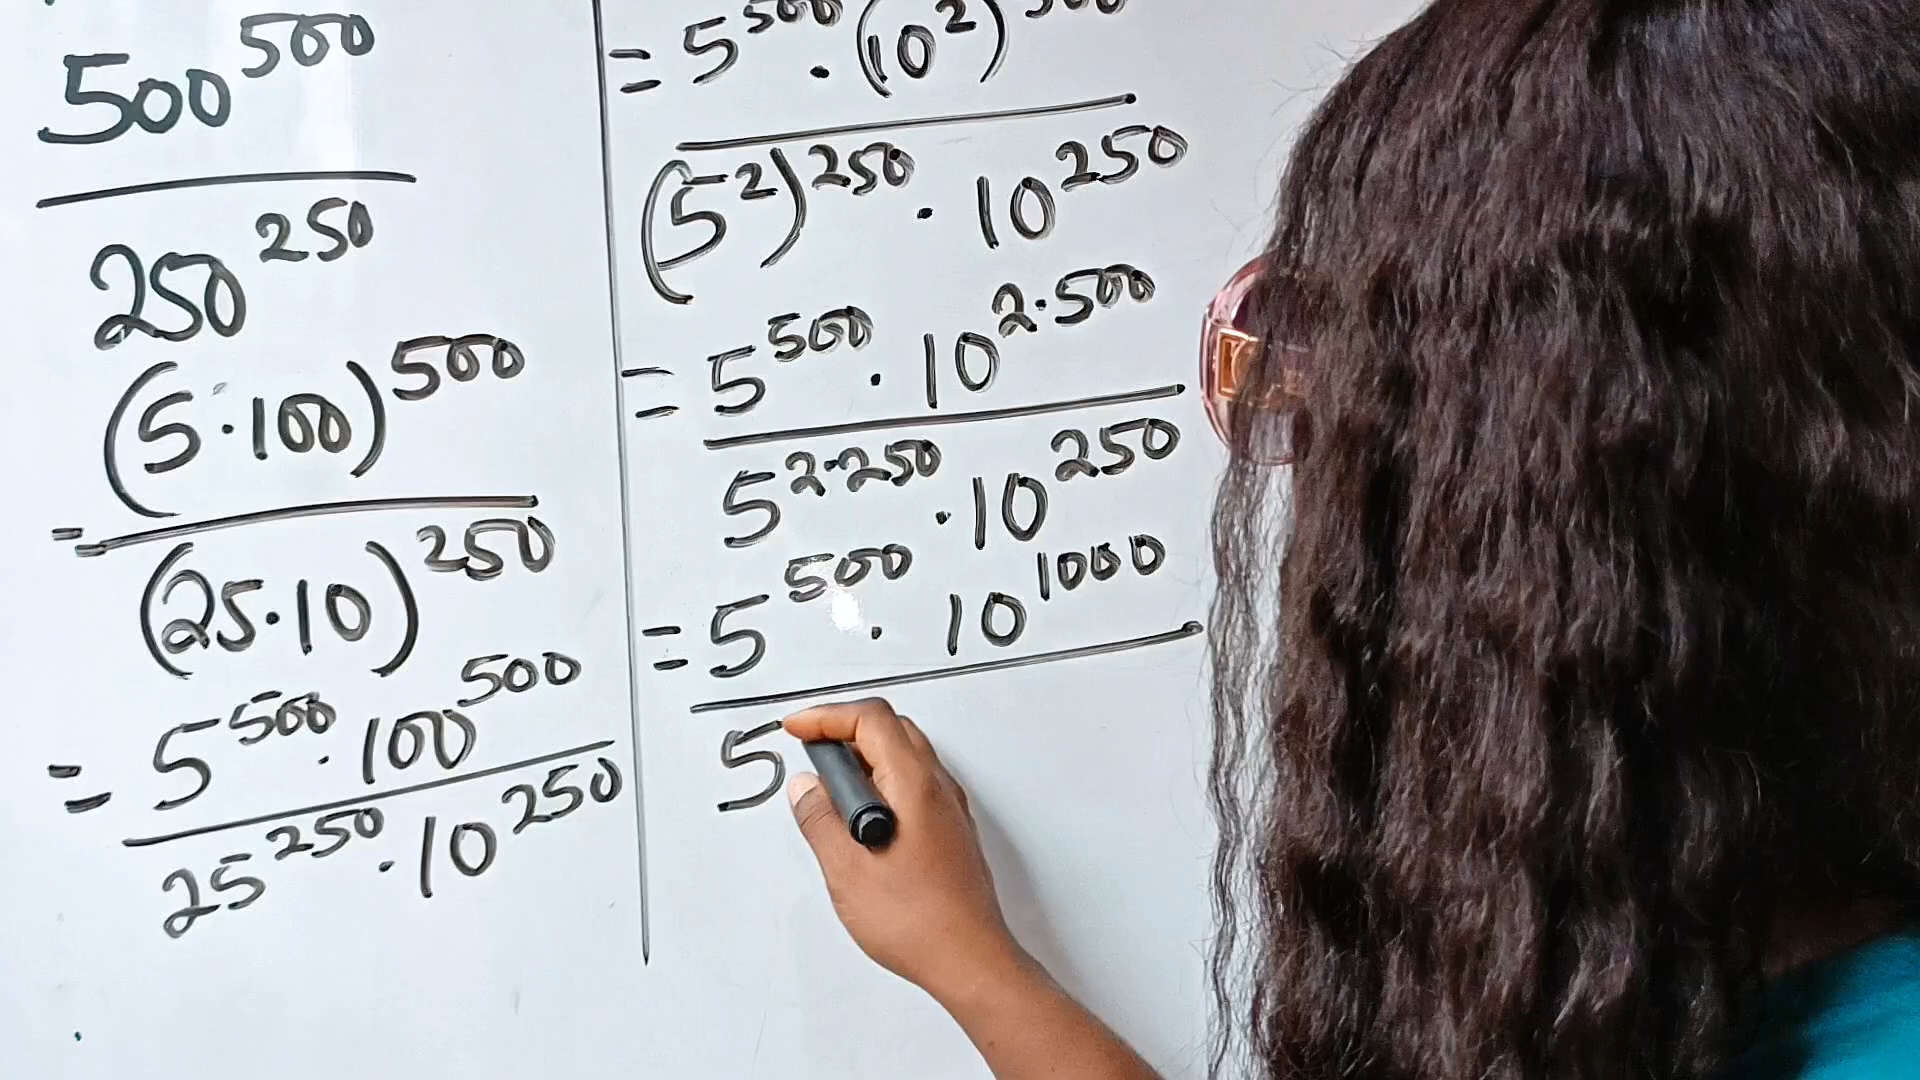 500^500
250^250
(5·100)^500
=
(25·10)^250
= 5^500 · 100^500
25^250 · 10^250
= 5^500 · (10^2)^500
(5^2)^250 · 10^250
= 5^500 · 10^2·500
5^2·250 · 10^250
= 5^500 · 10^1000
5